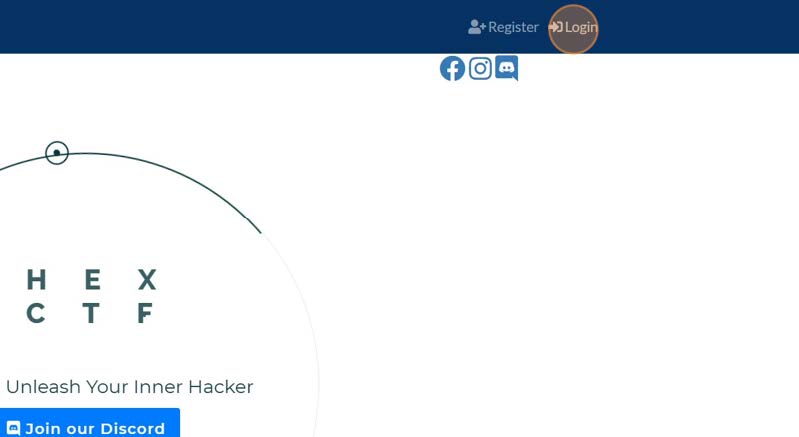 Register Login
H E X
C T F
Unleash Your Inner Hacker
Join our Discord